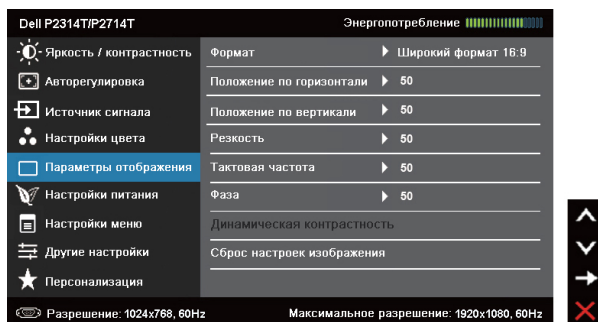 Dell P2314T/P2714T Энергопотребление
Яркость / контрастность Формат Широкий формат 16:9
Авторегулировка Положение по горизонтали 50
Источник сигнала Положение по вертикали 50
Настройки цвета Резкость 50
Параметры отображения Тактовая частота 50
Настройки питания Фаза 50
Настройки меню Динамическая контрастность
Другие настройки Сброс настроек изображения
Персонализация
Разрешение: 1024x768, 60Hz Максимальное разрешение: 1920x1080, 60Hz